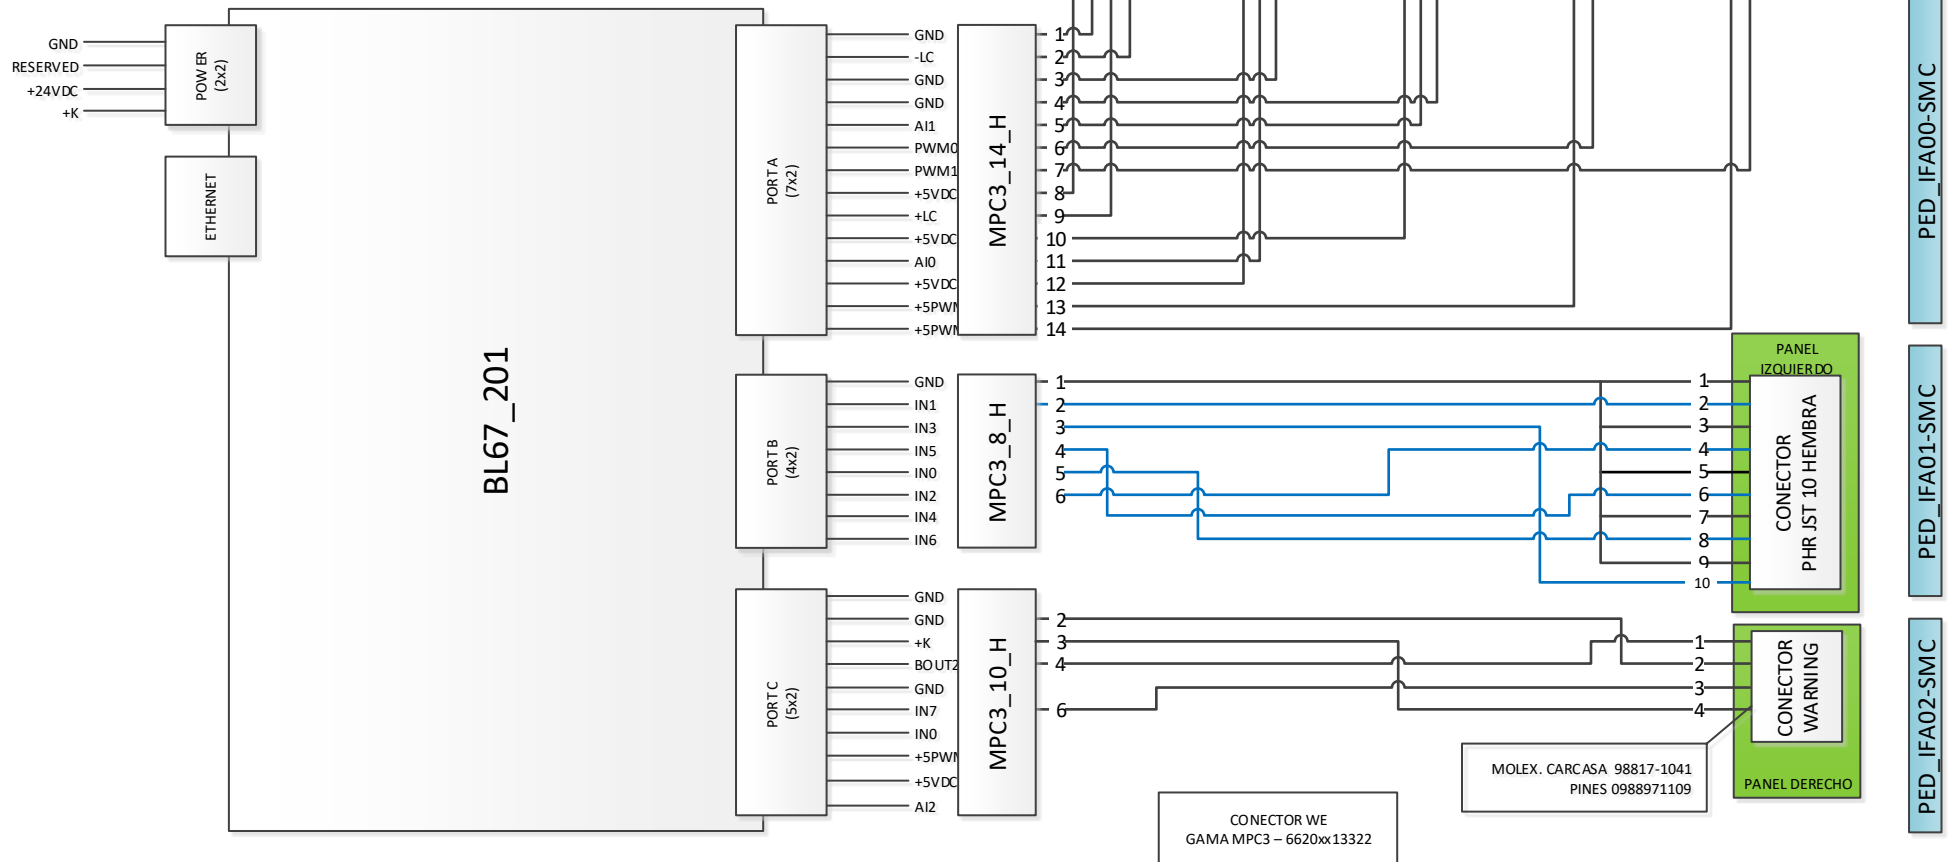 GND
RESERVED
+24VDC
+K
POWER
(2x2)
ETHERNET
BL67_201
PORT A
(7x2)
GND
-LC
GND
GND
AI1
PWM0
PWM1
+5VDC
+LC
+5VDC
AI0
+5VDC
+5PW
+5PW
MPC3_14_H
1
2
3
4
5
6
7
8
9
10
11
12
13
14
PORT B
(4x2)
GND
IN1
IN3
IN5
IN0
IN2
IN4
IN6
MPC3_8_H
1
2
3
4
5
6
1
2
3
4
5
6
7
8
9
10
PANEL
IZQUIERDO
CONECTOR
PHR JST 10 HEMBRA
PORT C
(5x2)
GND
GND
+K
BOUT2
GND
IN7
IN0
+5PW
+5VDC
AI2
MPC3_10_H
2
3
4
6
1
2
3
4
CONECTOR
WARNING
PANEL DERECHO
MOLEX. CARCASA 98817-1041
PINES 0988971109
CONECTOR WE
GAMA MPC3 – 6620xx13322
PED_IFA00-SMC
PED_IFA01-SMC
PED_IFA02-SMC